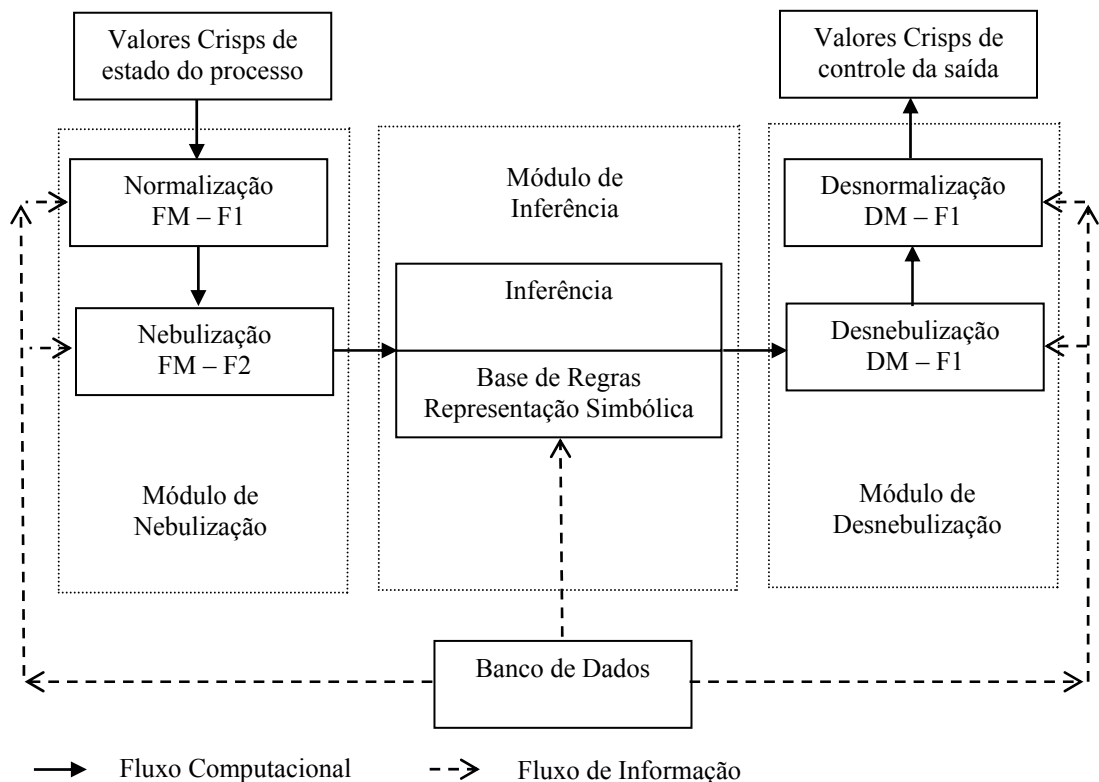 Valores Crisps de
estado do processo
Valores Crisps de
controle da saída
Normalização
FM – F1
Módulo de
Inferência
Desnormalização
DM – F1
Nebulização
FM – F2
Inferência
Base de Regras
Representação Simbólica
Desnebulização
DM – F1
Módulo de
Nebulização
Módulo de
Desnebulização
Banco de Dados
Fluxo Computacional
Fluxo de Informação